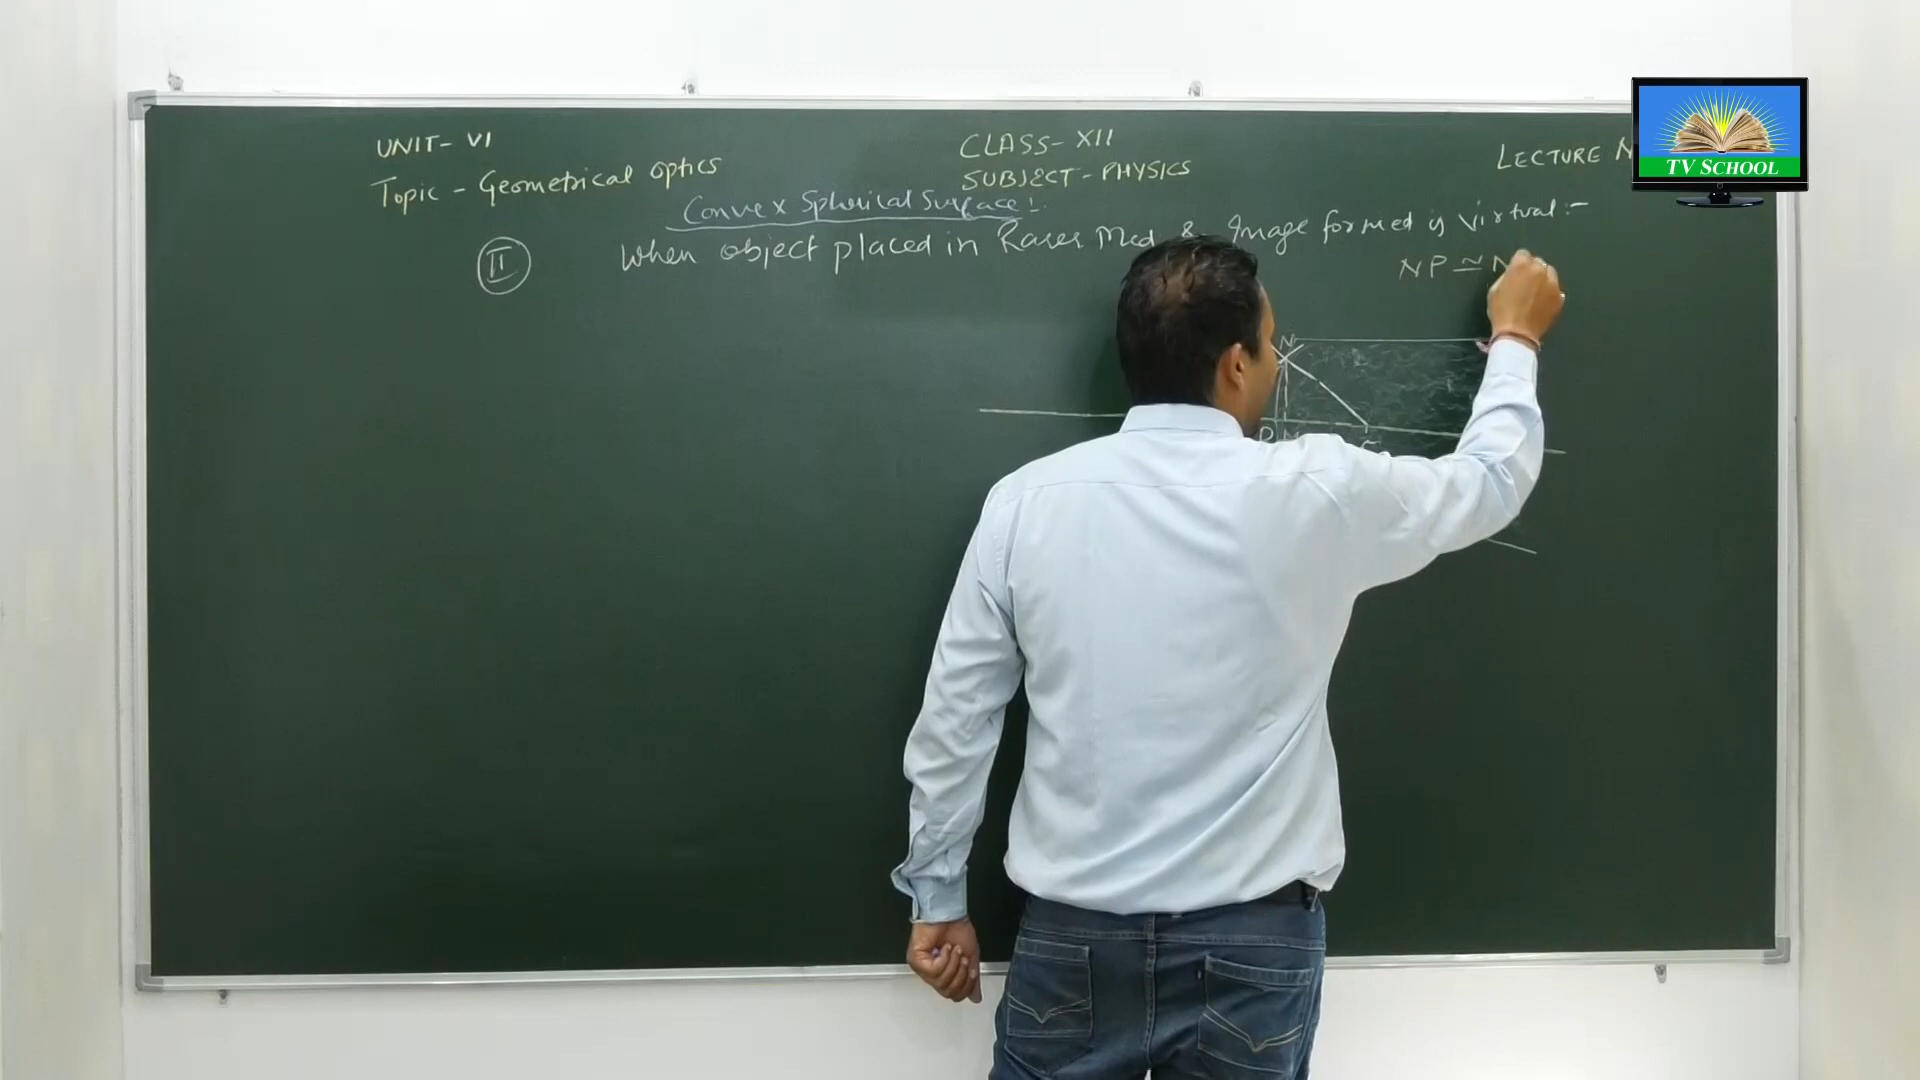 UNIT- VI
Topic - Geometrical optics
CLASS- XII
SUBJECT - PHYSICS
LECTURE
TV SCHOOL
Convex Spherical Surface :-
II
When object placed in Rarer Med & Image formed is Virtual :-
NP ≃ N
N
P